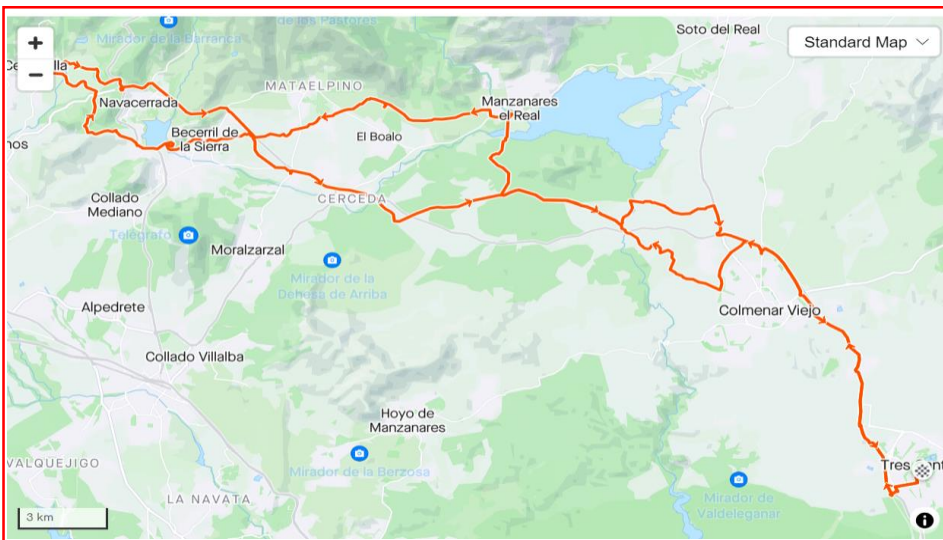 de los Pastores
Soto del Real
+
Mirador de la Barranca
Standard Map
−
MATAELPINO
Navacerrada
Manzanares
el Real
Becerril de
la Sierra
El Boalo
nos
Collado
Mediano
CERCEDA
Telégrafo
Moralzarzal
Mirador de la
Dehesa de Arriba
Alpedrete
Colmenar Viejo
Collado Villalba
Hoyo de
Manzanares
VALQUEJIGO
Mirador de la Berzosa
Tres
LA NAVATA
Mirador de
Valdeleganar
3 km
i